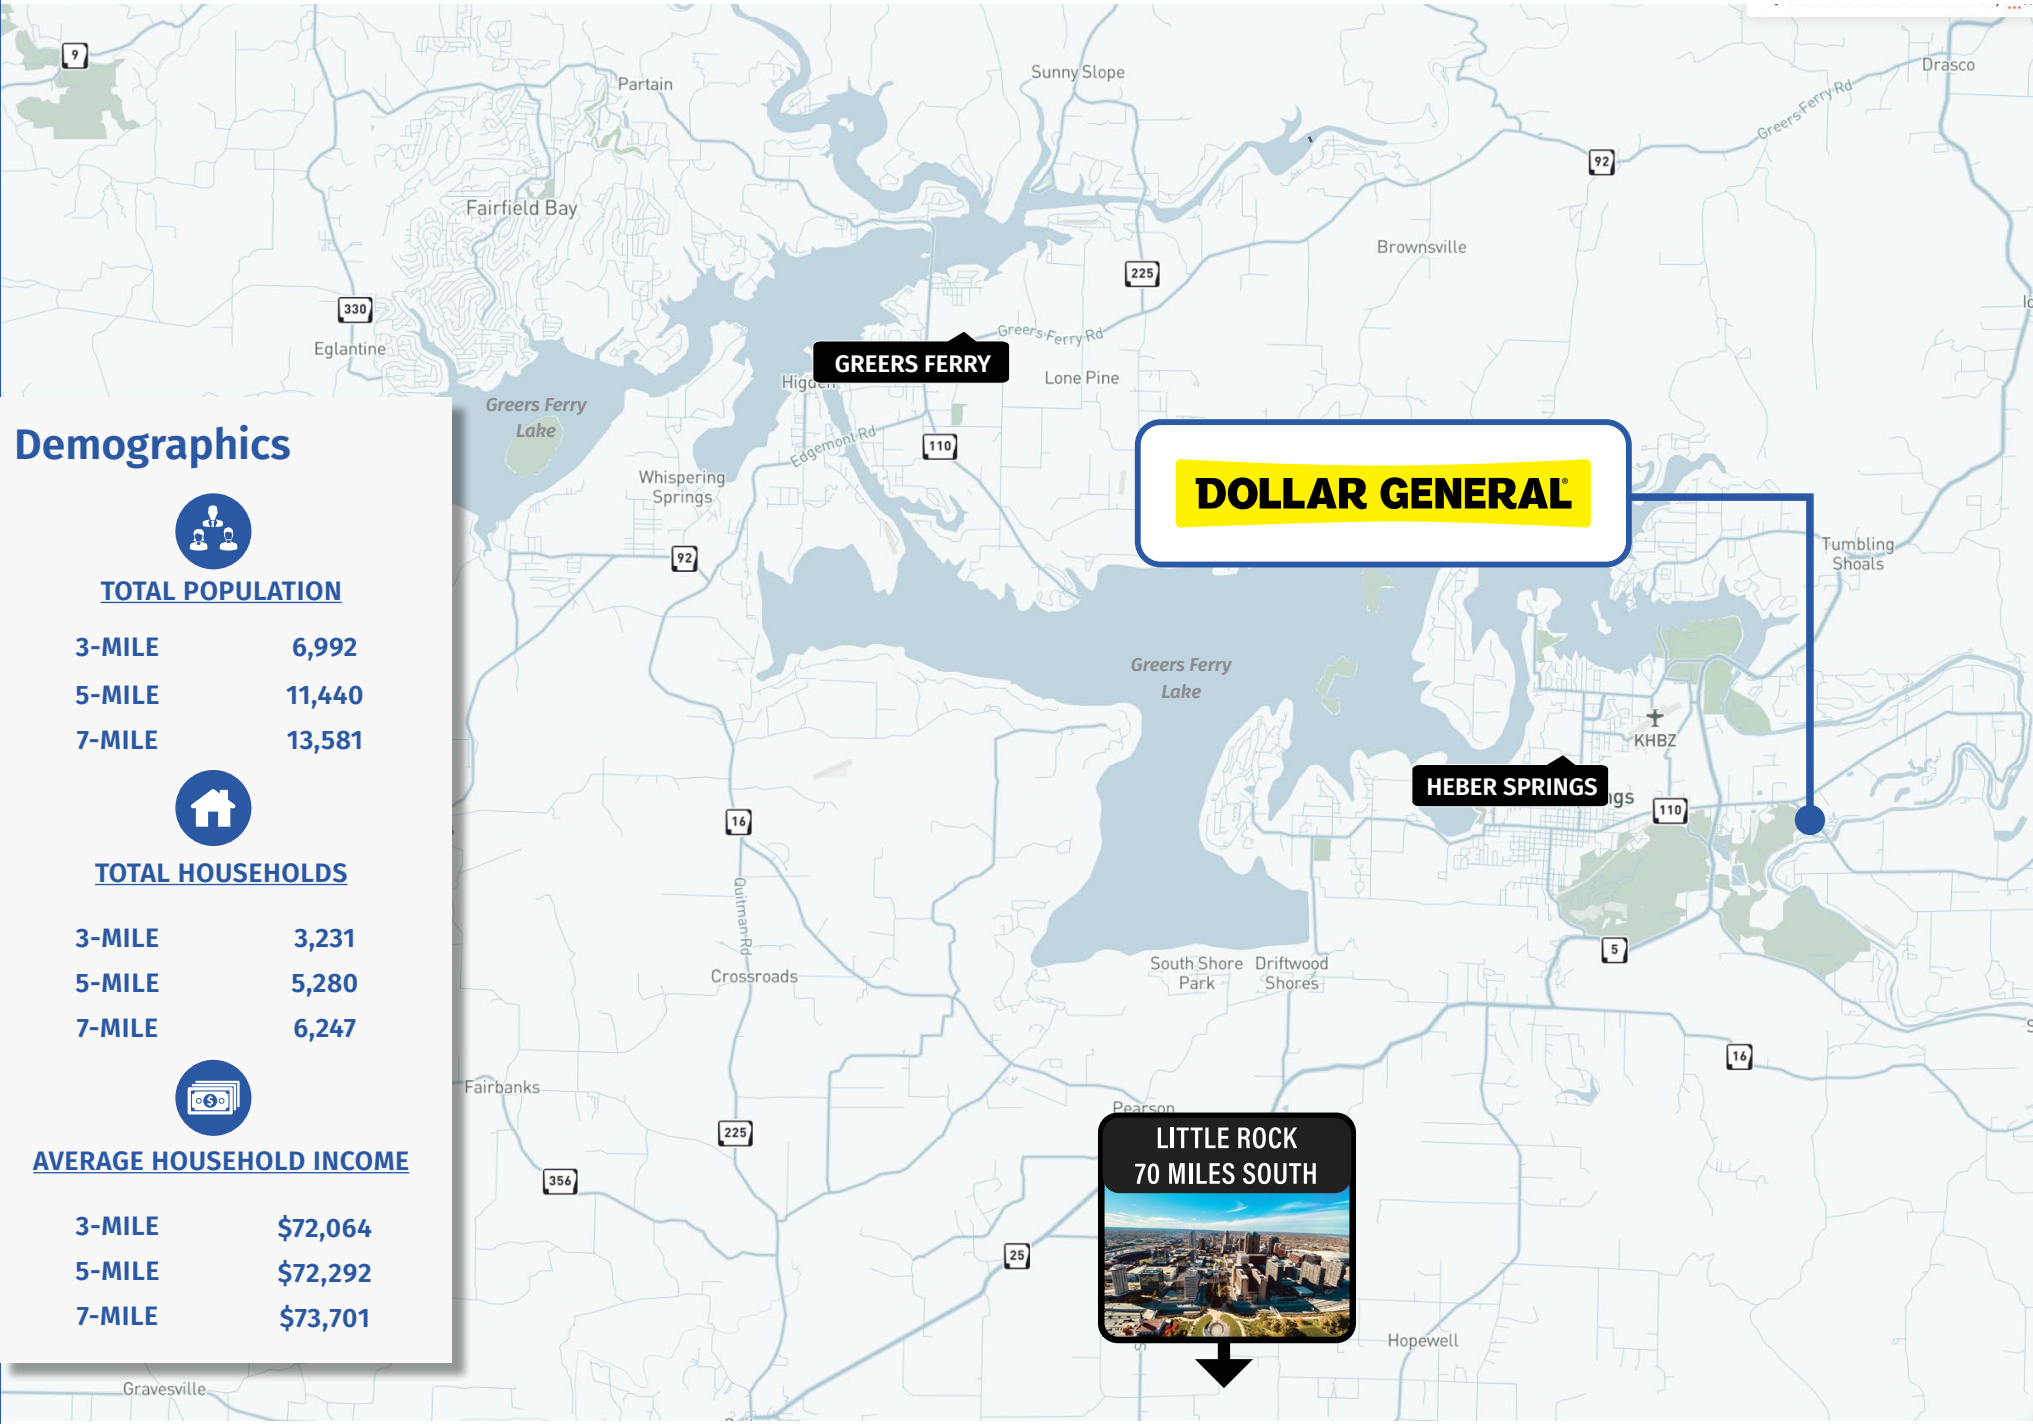 9
Partain
Sunny Slope
Drasco
Greers Ferry Rd
92
Fairfield Bay
Brownsville
225
330
Eglantine
Greers Ferry Rd
GREERS FERRY
Higden
Lone Pine
Greers Ferry
Lake
Edgemont Rd
110
Whispering
Springs
92
DOLLAR GENERAL®
Tumbling
Shoals
Greers Ferry
Lake
KHBZ
HEBER SPRINGS
ngs
110
16
Quitman Rd
5
Crossroads
South Shore
Park
Driftwood
Shores
16
Fairbanks
Pearson
225
LITTLE ROCK
70 MILES SOUTH
356
25
Hopewell
Gravesville
Demographics
TOTAL POPULATION
3-MILE 6,992
5-MILE 11,440
7-MILE 13,581
TOTAL HOUSEHOLDS
3-MILE 3,231
5-MILE 5,280
7-MILE 6,247
AVERAGE HOUSEHOLD INCOME
3-MILE $72,064
5-MILE $72,292
7-MILE $73,701